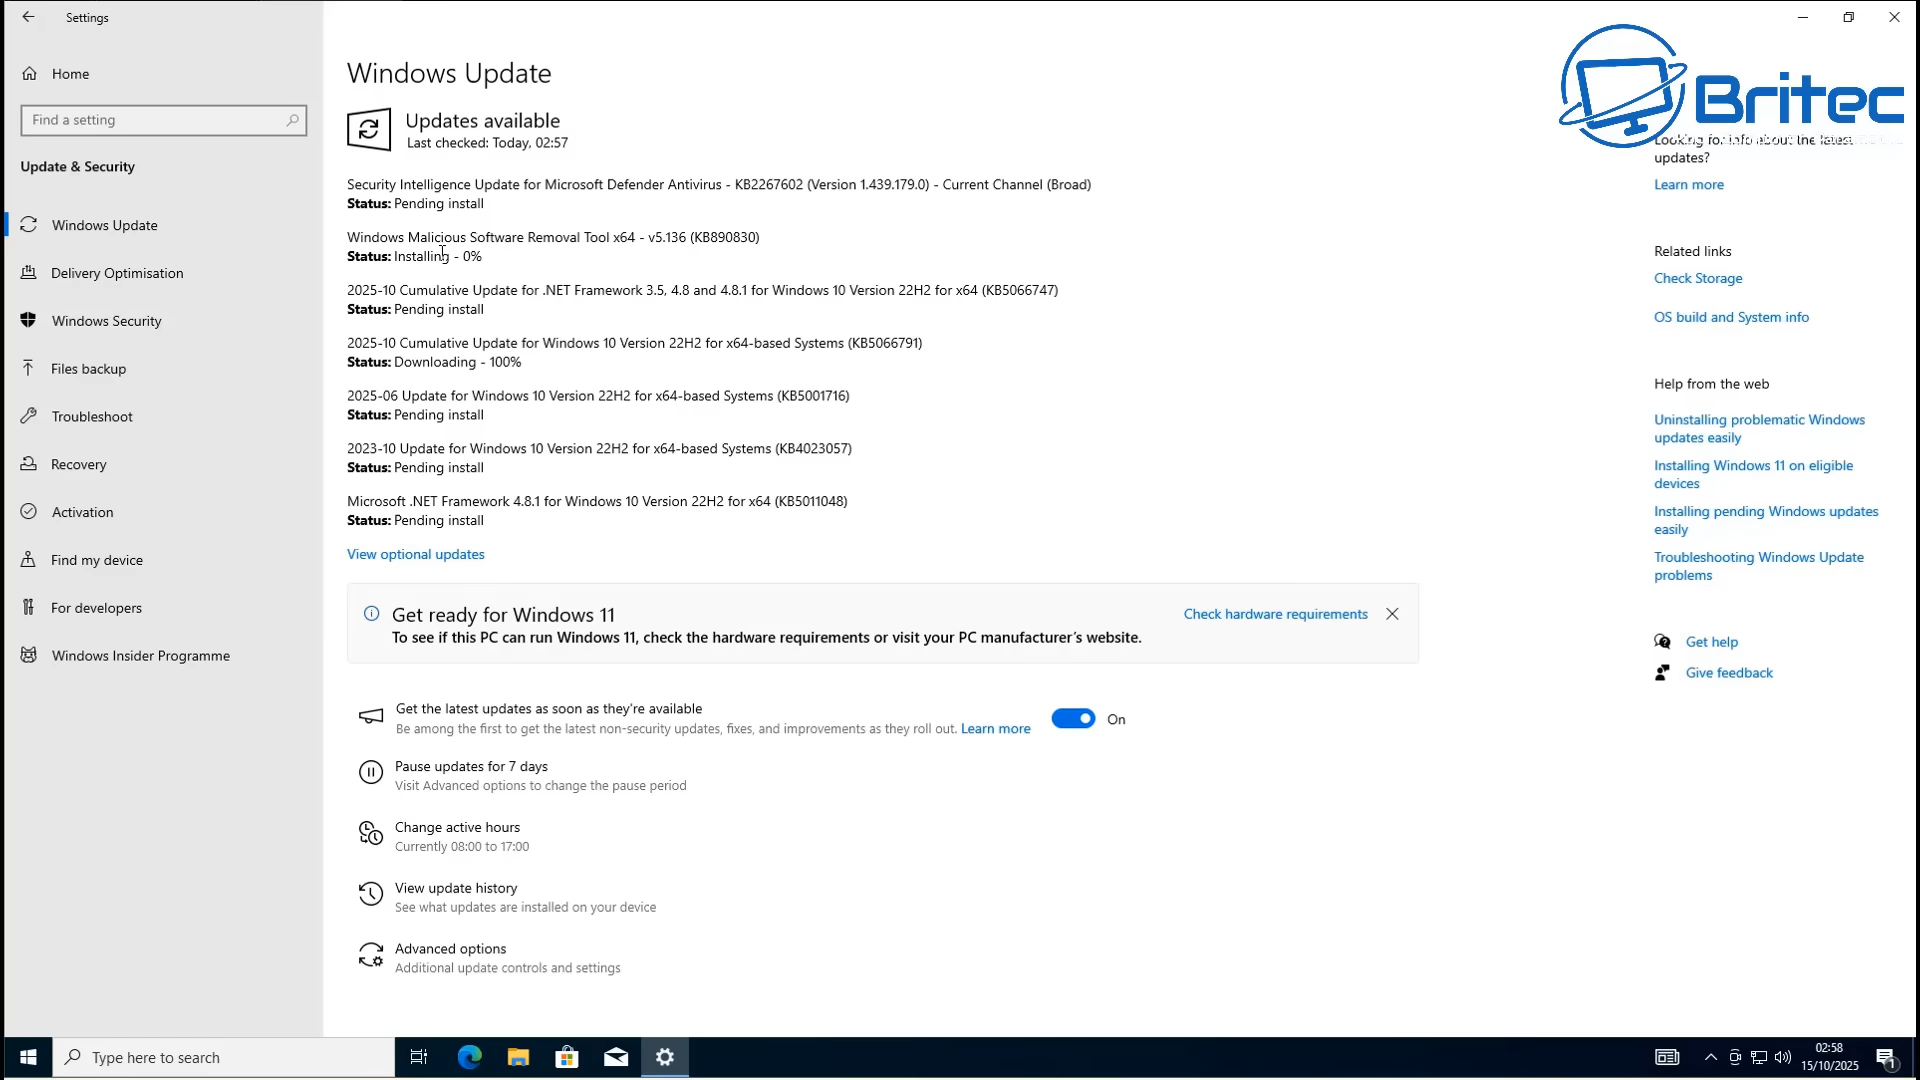 Settings
Home
Find a setting
Update & Security
Windows Update
Delivery Optimisation
Windows Security
Files backup
Troubleshoot
Recovery
Activation
Find my device
For developers
Windows Insider Programme
Windows Update
Updates available
Last checked: Today, 02:57
Security Intelligence Update for Microsoft Defender Antivirus - KB2267602 (Version 1.439.179.0) - Current Channel (Broad)
Status: Pending install
Windows Malicious Software Removal Tool x64 - v5.136 (KB890830)
Status: Installing - 0%
2025-10 Cumulative Update for .NET Framework 3.5, 4.8 and 4.8.1 for Windows 10 Version 22H2 for x64 (KB5066747)
Status: Pending install
2025-10 Cumulative Update for Windows 10 Version 22H2 for x64-based Systems (KB5066791)
Status: Downloading - 100%
2025-06 Update for Windows 10 Version 22H2 for x64-based Systems (KB5001716)
Status: Pending install
2023-10 Update for Windows 10 Version 22H2 for x64-based Systems (KB4023057)
Status: Pending install
Microsoft .NET Framework 4.8.1 for Windows 10 Version 22H2 for x64 (KB5011048)
Status: Pending install
View optional updates
Get ready for Windows 11
Check hardware requirements
To see if this PC can run Windows 11, check the hardware requirements or visit your PC manufacturer's website.
Get the latest updates as soon as they're available
Be among the first to get the latest non-security updates, fixes, and improvements as they roll out. Learn more
On
Pause updates for 7 days
Visit Advanced options to change the pause period
Change active hours
Currently 08:00 to 17:00
View update history
See what updates are installed on your device
Advanced options
Additional update controls and settings
Britec
Looking for info about the latest
updates?
Learn more
Related links
Check Storage
OS build and System info
Help from the web
Uninstalling problematic Windows
updates easily
Installing Windows 11 on eligible
devices
Installing pending Windows updates
easily
Troubleshooting Windows Update
problems
Get help
Give feedback
Type here to search
02:58
15/10/2025
1